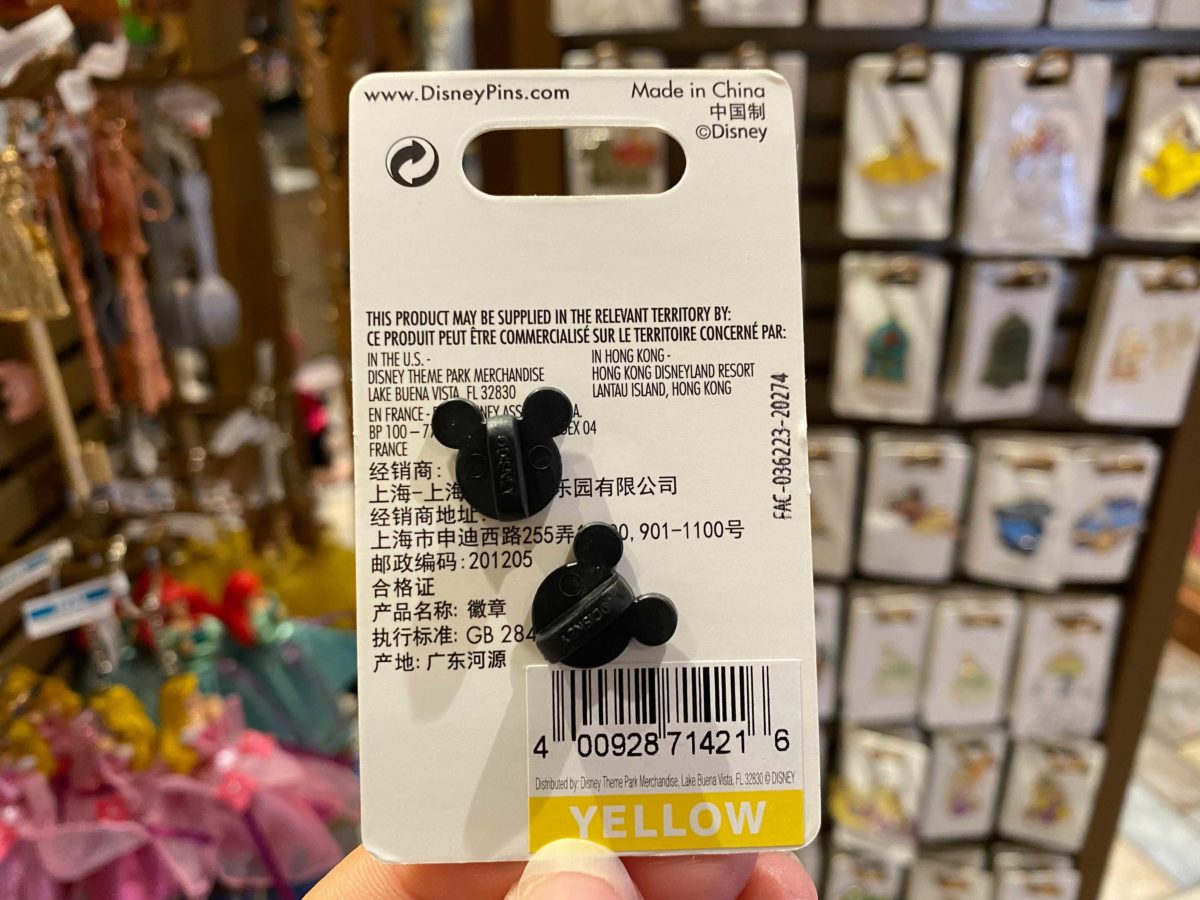 www.DisneyPins.com
Made in China
中国制
©Disney
THIS PRODUCT MAY BE SUPPLIED IN THE RELEVANT TERRITORY BY:
CE PRODUIT PEUT ÊTRE COMMERCIALISÉ SUR LE TERRITOIRE CONCERNÉ PAR:
IN THE U.S. -
DISNEY THEME PARK MERCHANDISE
LAKE BUENA VISTA, FL 32830
IN HONG KONG -
HONG KONG DISNEYLAND RESORT
LANTAU ISLAND, HONG KONG
EN FRANCE -
BP 100 – 04
FRANCE
经销商:
上海-上海 乐园有限公司
经销商地址:
上海市申迪西路255弄 901-1100号
邮政编码:201205
合格证
产品名称: 徽章
执行标准: GB 284
产地: 广东河源
FAC-036223-20274
DISNEY
DISNEY
4 00928 71421 6
Distributed by: Disney Theme Park Merchandise, Lake Buena Vista, FL 32830 © DISNEY
YELLOW